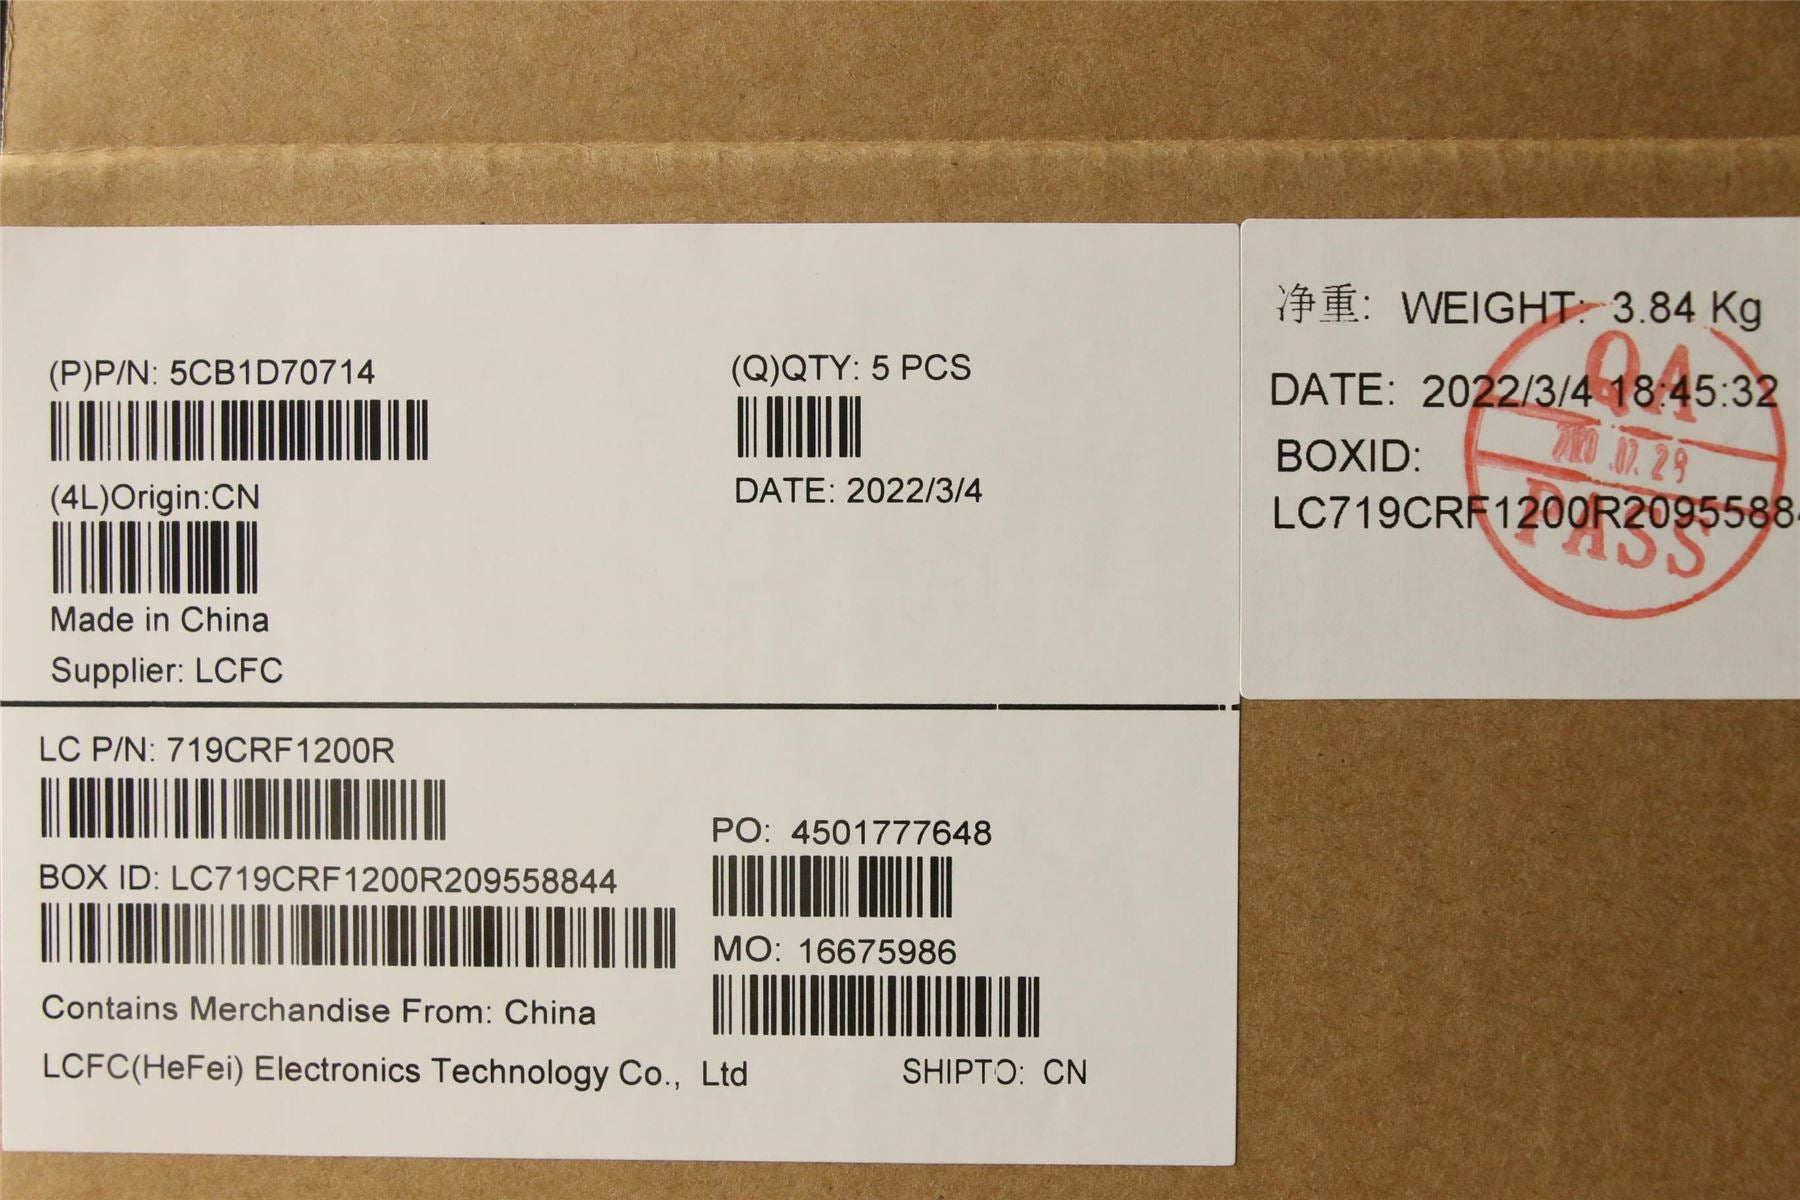 (P)P/N: 5CB1D70714
(Q)QTY: 5 PCS
(4L)Origin:CN
DATE: 2022/3/4
Made in China
Supplier: LCFC
LC P/N: 719CRF1200R
PO: 4501777648
BOX ID: LC719CRF1200R209558844
MO: 16675986
Contains Merchandise From: China
LCFC(HeFei) Electronics Technology Co., Ltd
SHIPTO: CN
净重: WEIGHT: 3.84 Kg
DATE: 2022/3/4 18:45:32
BOXID:
LC719CRF1200R20955884
QA
PASS